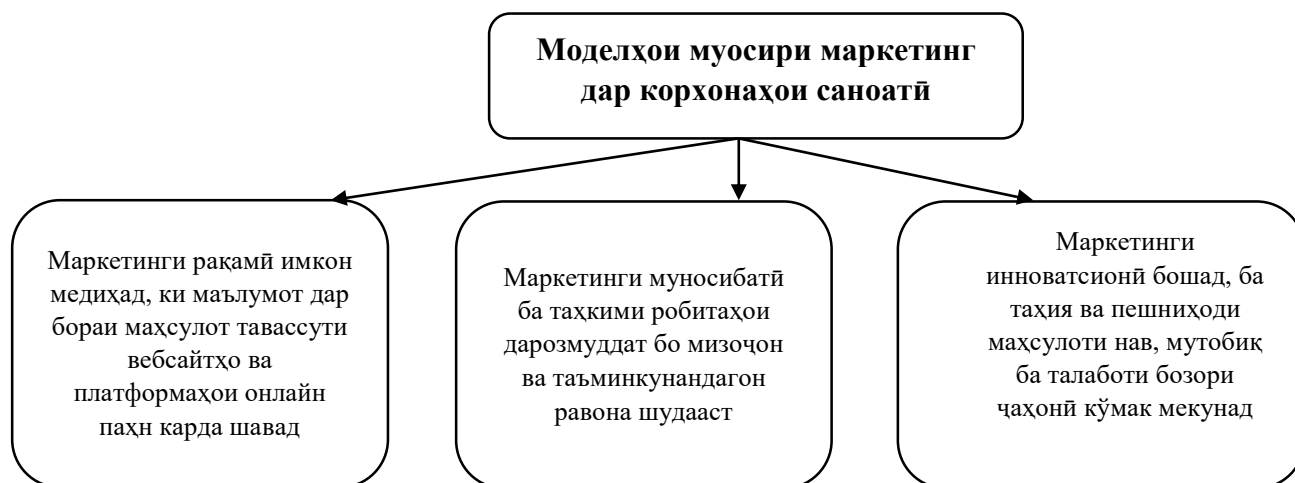 Моделҳои муосири маркетинг
дар корхонаҳои саноатӣ
Маркетинги рақамӣ имкон
медиҳад, ки маълумот дар
бораи маҳсулот тавассути
вебсайтҳо ва
платформаҳои онлайн
паҳн карда шавад
Маркетинги муносибатӣ
ба таҳкими робитаҳои
дарозмуддат бо мизоҷон
ва таъминкунандагон
равона шудааст
Маркетинги
инноватсионӣ бошад, ба
таҳия ва пешниҳоди
маҳсулоти нав, мутобиқ
ба талаботи бозори
ҷаҳонӣ кӯмак мекунад